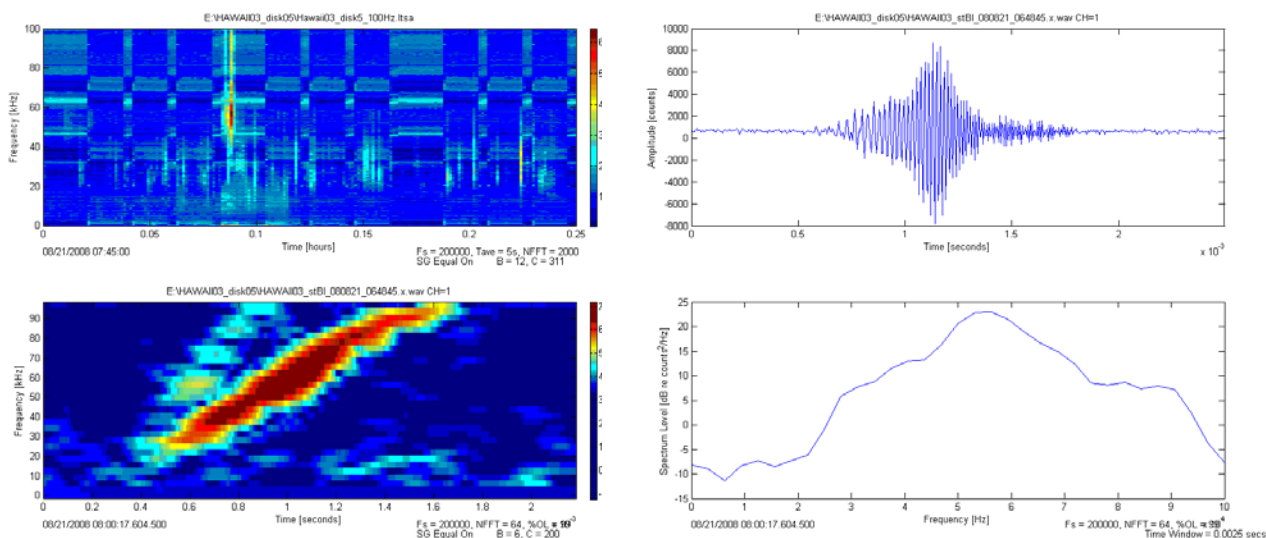 E:\HAWAII03_disk05\Hawaii03_disk5_100Hz.ltsa
Frequency [kHz]
100
80
60
40
20
0
0 0.05 0.1 0.15 0.2 0.25
Time [hours]
08/21/2008 07:45:00
Fs = 200000, Tave = 5s, NFFT = 2000
SG Equal On B = 12, C = 311
E:\HAWAII03_disk05\HAWAII03_stBI_080821_064845.x.wav CH=1
Amplitude [counts]
10000
8000
6000
4000
2000
0
-2000
-4000
-6000
-8000
0 0.5 1 1.5 2
Time [seconds]
x 10⁻³
E:\HAWAII03_disk05\HAWAII03_stBI_080821_064845.x.wav CH=1
Frequency [kHz]
90
80
70
60
50
40
30
20
10
0
0 0.2 0.4 0.6 0.8 1 1.2 1.4 1.6 1.8 2
Time [seconds]
08/21/2008 08:00:17.604.500
Fs = 200000, NFFT = 64, %OL =
SG Equal On B = 6, C = 200
Spectrum Level [dB re counts²/Hz]
25
20
15
10
5
0
-5
-10
-15
0 1 2 3 4 5 6 7 8 9 10
Frequency [Hz]
08/21/2008 08:00:17.604.500
Fs = 200000, NFFT = 64, %OL =
Time Window = 0.0025 secs